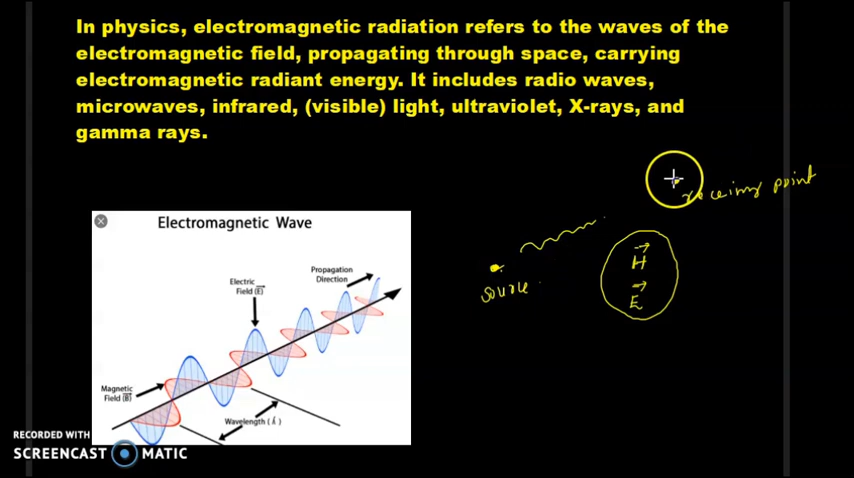 In physics, electromagnetic radiation refers to the waves of the
electromagnetic field, propagating through space, carrying
electromagnetic radiant energy. It includes radio waves,
microwaves, infrared, (visible) light, ultraviolet, X-rays, and
gamma rays.
receiving point
Electromagnetic Wave
H
Propagation
Direction
Electric
Field (E)
source
E
Magnetic
Field (B)
Wavelength (λ)
RECORDED WITH
SCREENCAST MATIC